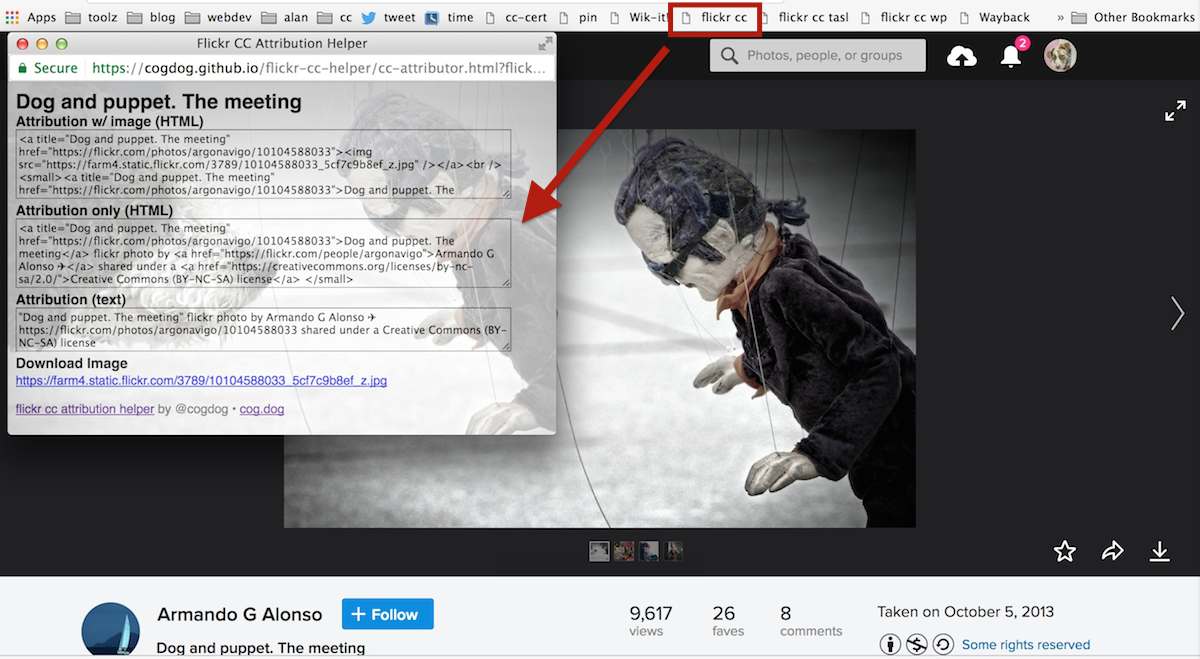 Apps toolz blog webdev alan cc tweet time cc-cert pin Wik-it! flickr cc flickr cc tasl flickr cc wp Wayback » Other Bookmarks
Flickr CC Attribution Helper
Secure https://cogdog.github.io/flickr-cc-helper/cc-attributor.html?flick...
Photos, people, or groups
2
Dog and puppet. The meeting
Attribution w/ image (HTML)
<a title="Dog and puppet. The meeting"
href="https://flickr.com/photos/argonavigo/10104588033"><img
src="https://farm4.static.flickr.com/3789/10104588033_5cf7c9b8ef_z.jpg" /></a><br />
<small><a title="Dog and puppet. The meeting"
href="https://flickr.com/photos/argonavigo/10104588033">Dog and puppet. The
Attribution only (HTML)
<a title="Dog and puppet. The meeting"
href="https://flickr.com/photos/argonavigo/10104588033">Dog and puppet. The
meeting</a> flickr photo by <a href="https://flickr.com/people/argonavigo">Armando G
Alonso ✈</a> shared under a <a href="https://creativecommons.org/licenses/by-nc-
sa/2.0/">Creative Commons (BY-NC-SA) license</a> </small>
Attribution (text)
"Dog and puppet. The meeting" flickr photo by Armando G Alonso ✈
https://flickr.com/photos/argonavigo/10104588033 shared under a Creative Commons (BY-
NC-SA) license
Download Image
https://farm4.static.flickr.com/3789/10104588033_5cf7c9b8ef_z.jpg
flickr cc attribution helper by @cogdog • cog.dog
Armando G Alonso
+ Follow
Dog and puppet. The meeting
9,617
views
26
faves
8
comments
Taken on October 5, 2013
Some rights reserved